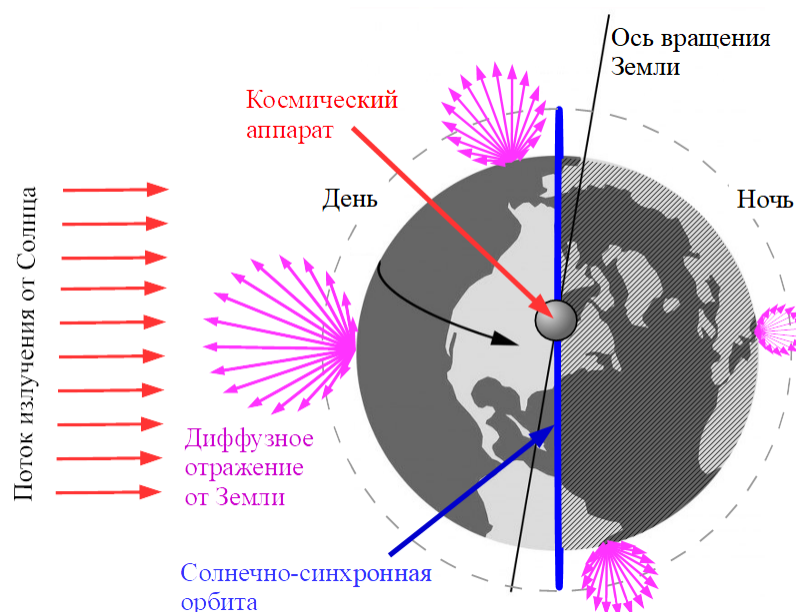 Ось вращения
Земли
Космический
аппарат
День
Ночь
Поток излучения от Солнца
Диффузное
отражение
от Земли
Солнечно-синхронная
орбита